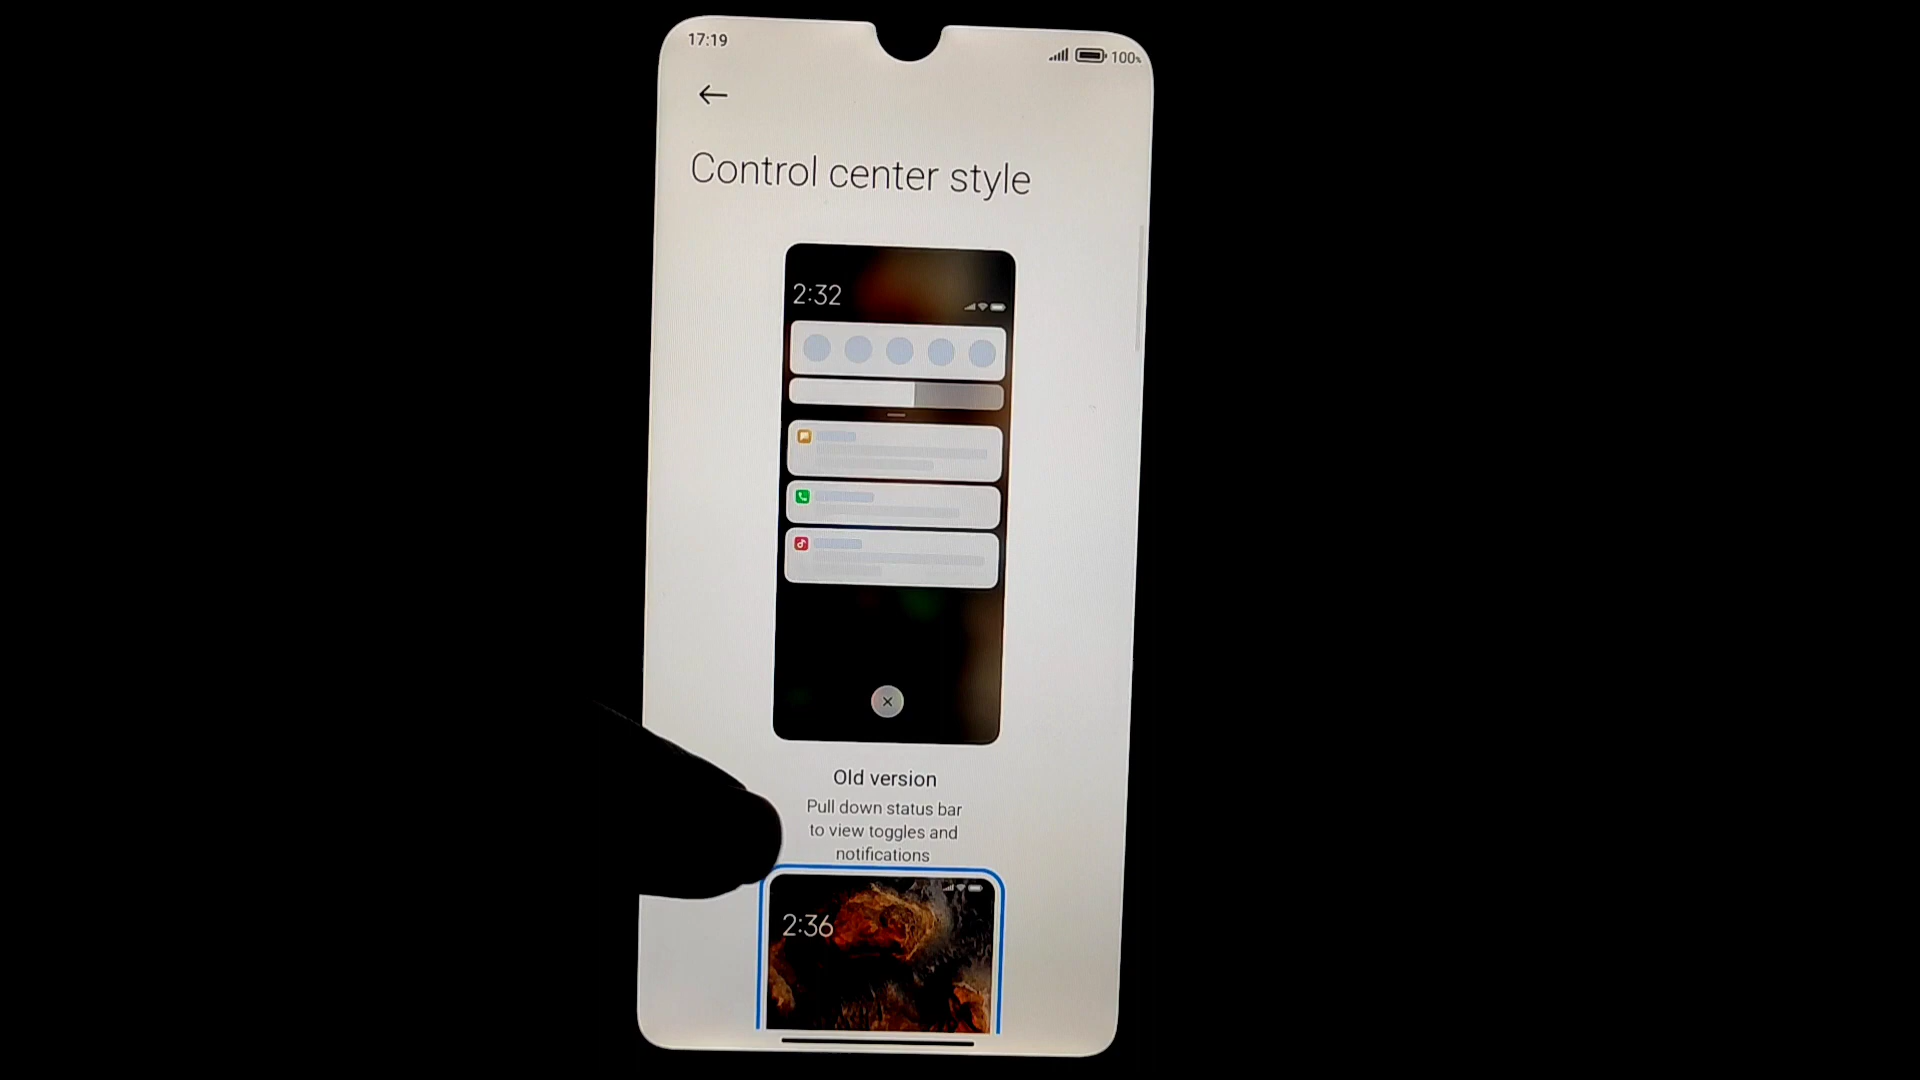 17:19
100%
Control center style
2:32
Old version
Pull down status bar
to view toggles and
notifications
2:36